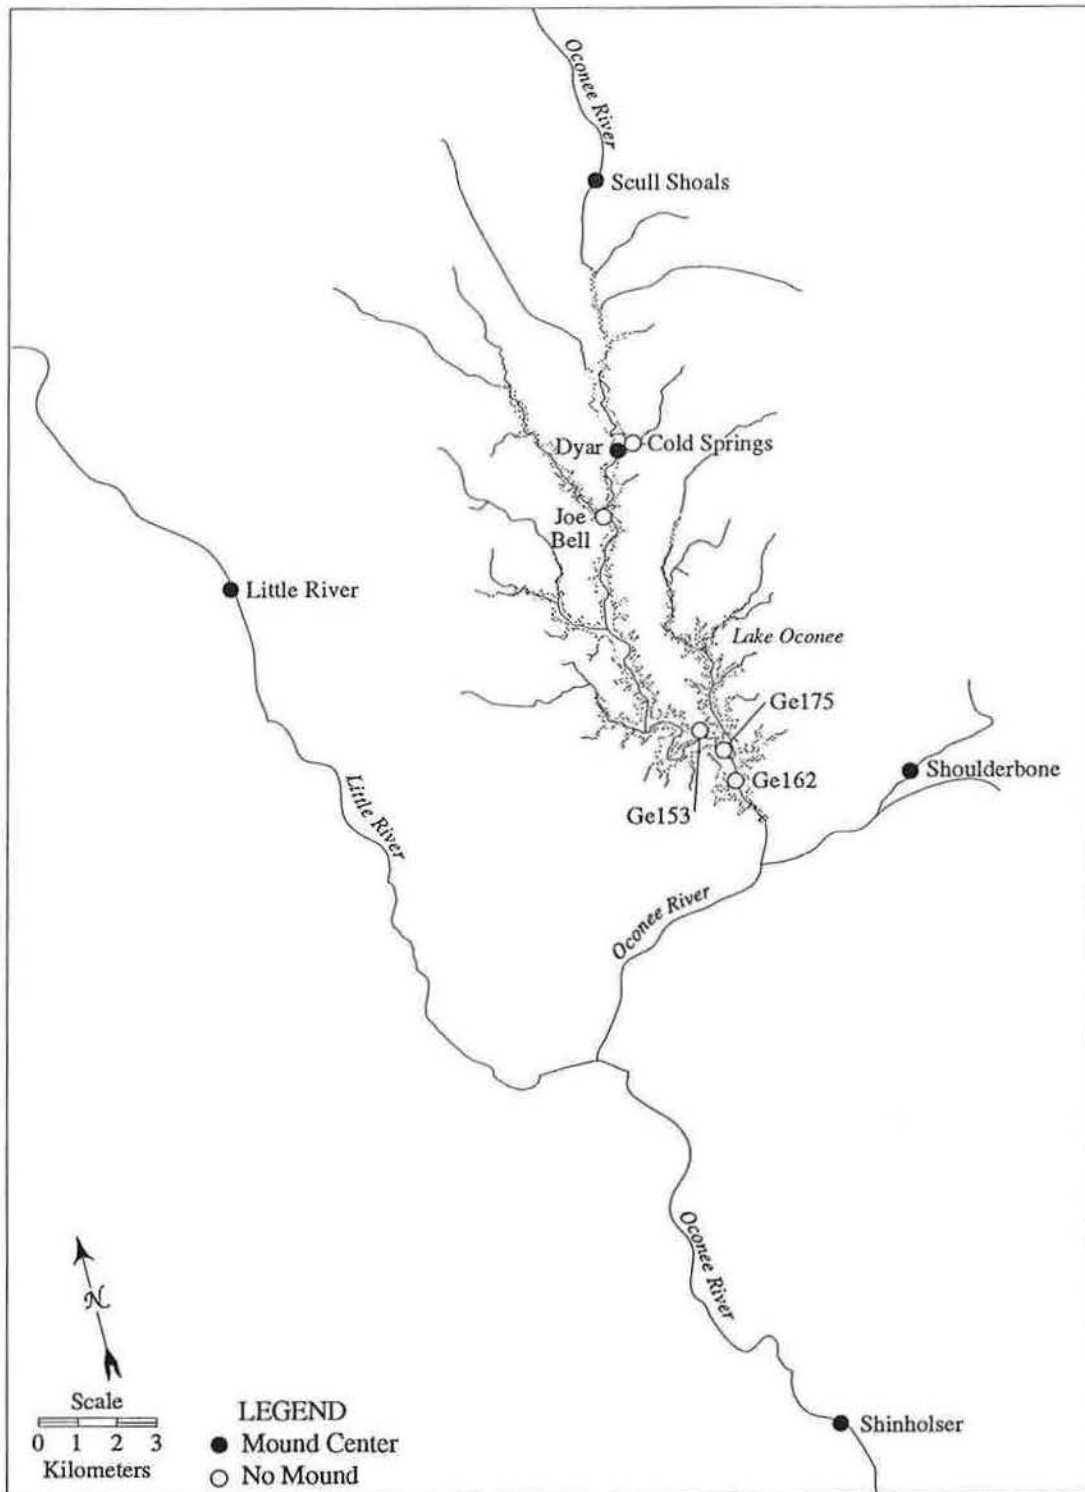 Oconee River
Scull Shoals
Dyar
Cold Springs
Joe
Bell
Little River
Lake Oconee
Ge175
Shoulderbone
Ge162
Ge153
Little River
Oconee River
Oconee River
N
Scale
0 1 2 3
Kilometers
LEGEND
Mound Center
No Mound
Shinholser